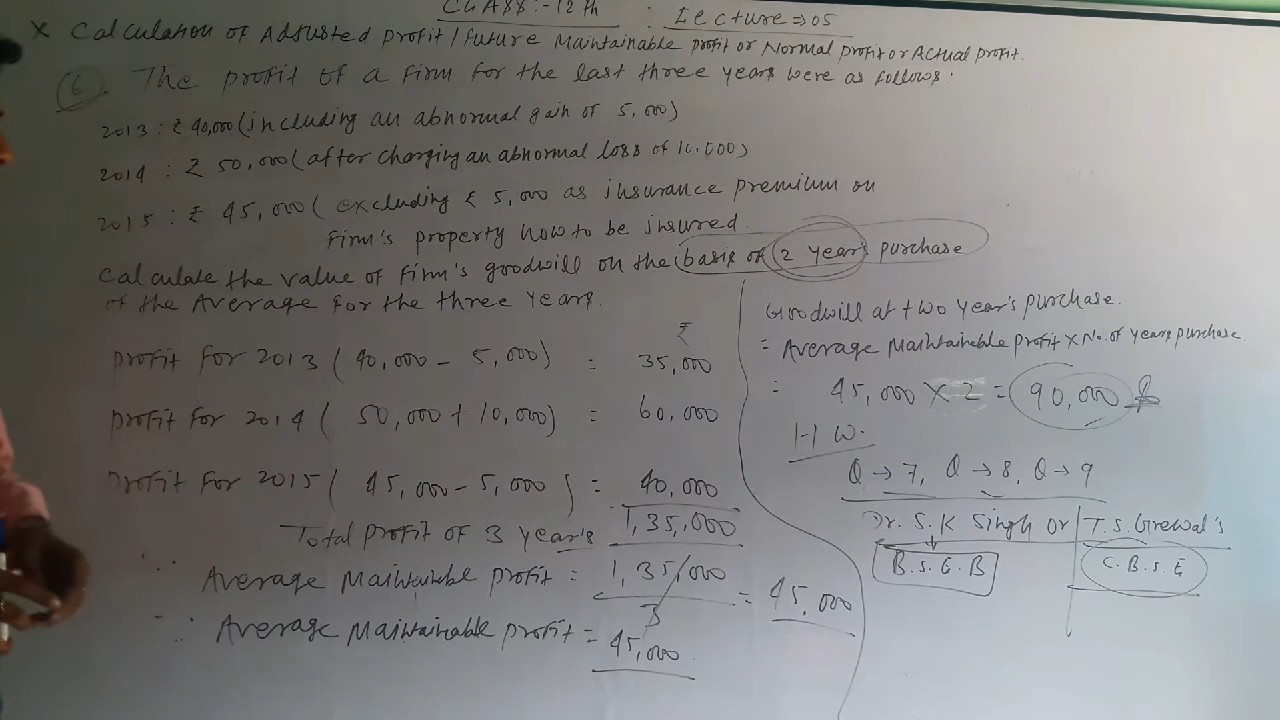 CLASS :- 12th : Lecture ⇒ 05
× Calculation of Adjusted profit / future Maintainable profit or Normal profit or Actual profit.
(6). The profit of a firm for the last three years were as follows :
2013 : ₹ 40,000 (including an abnormal gain of 5,000)
2014 : ₹ 50,000 (after charging an abnormal loss of 10,000)
2015 : ₹ 45,000 ( excluding ₹ 5,000 as insurance premium on
firm's property now to be insured.
Calculate the value of firm's goodwill on the basis of 2 years purchase
of the Average for the three years.
₹
profit for 2013 ( 40,000 - 5,000) = 35,000
profit for 2014 ( 50,000 + 10,000) = 60,000
profit for 2015 ( 45,000 - 5,000 ) = 40,000
Total profit of 3 year's 1,35,000
∴ Average Maintainable profit = 1,35,000 / 3 = 45,000
∴ Average Maintainable profit = 45,000
Goodwill at two year's purchase.
= Average Maintainable profit × No. of years purchase.
= 45,000 × 2 = 90,000
H W.
Q → 7, Q → 8, Q → 9
Dr. S. K Singh or T.S. Grewal's
B.S.E.B C.B.S.E